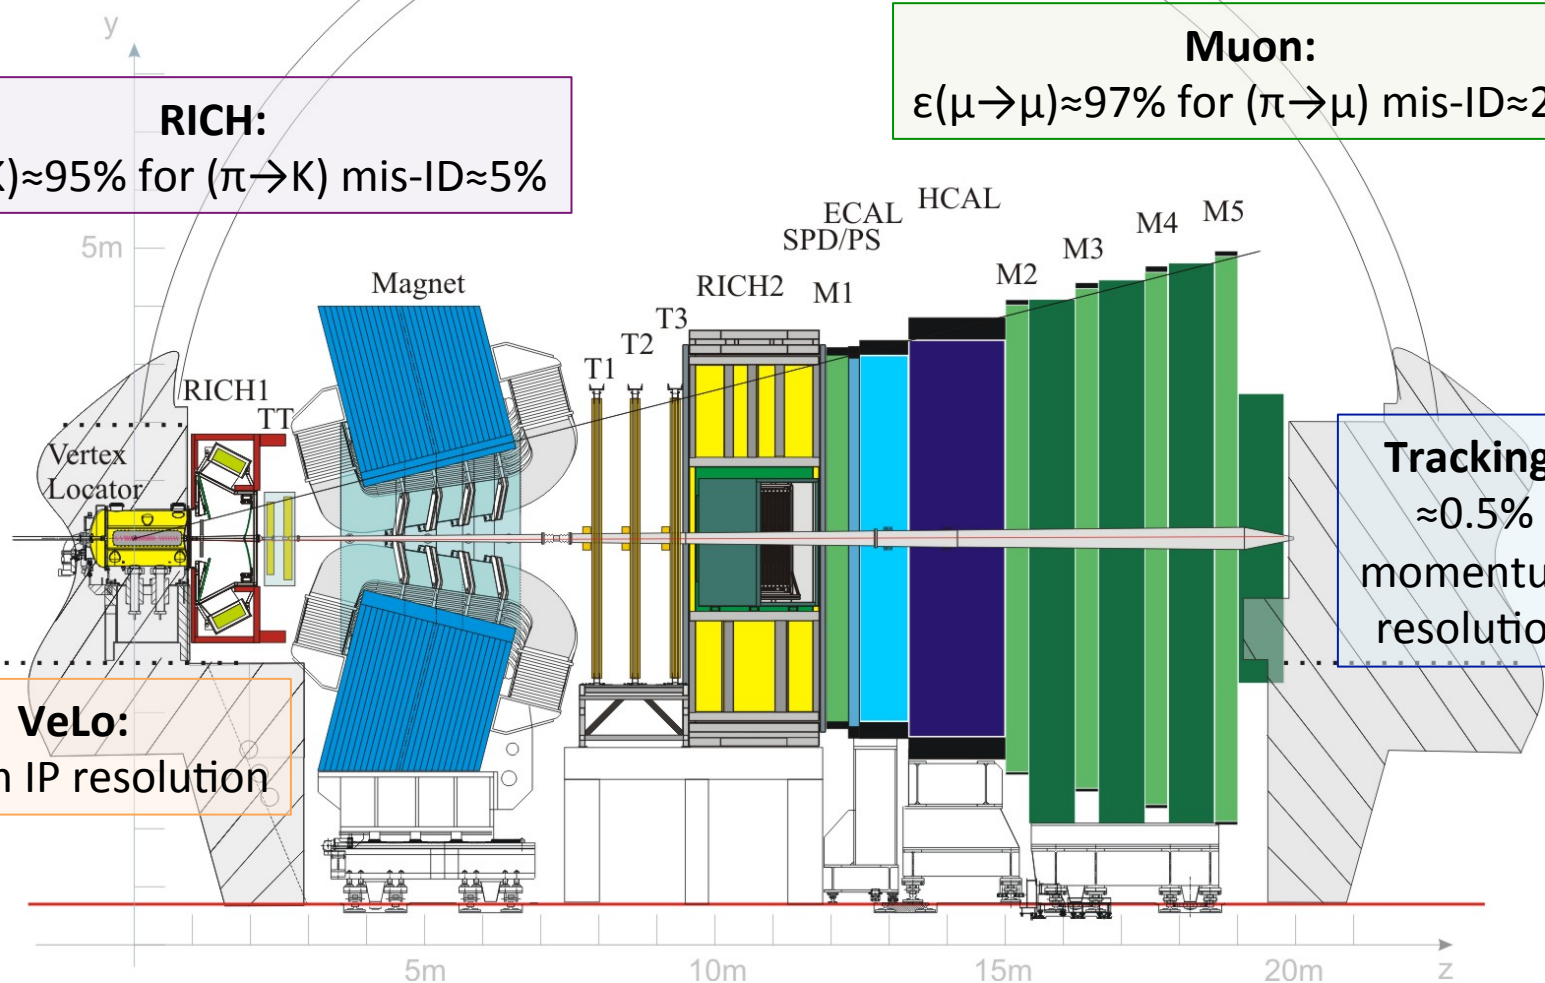 y
Muon:
ε(μ→μ)≈97% for (π→μ) mis-ID≈2
RICH:
)≈95% for (π→K) mis-ID≈5%
5m
ECAL
HCAL
SPD/PS
M5
M4
M3
M2
Magnet
RICH2
M1
T3
T2
T1
RICH1
TT
Vertex
Locator
Tracking
≈0.5%
momentu
resolutio
VeLo:
IP resolution
5m
10m
15m
20m
z